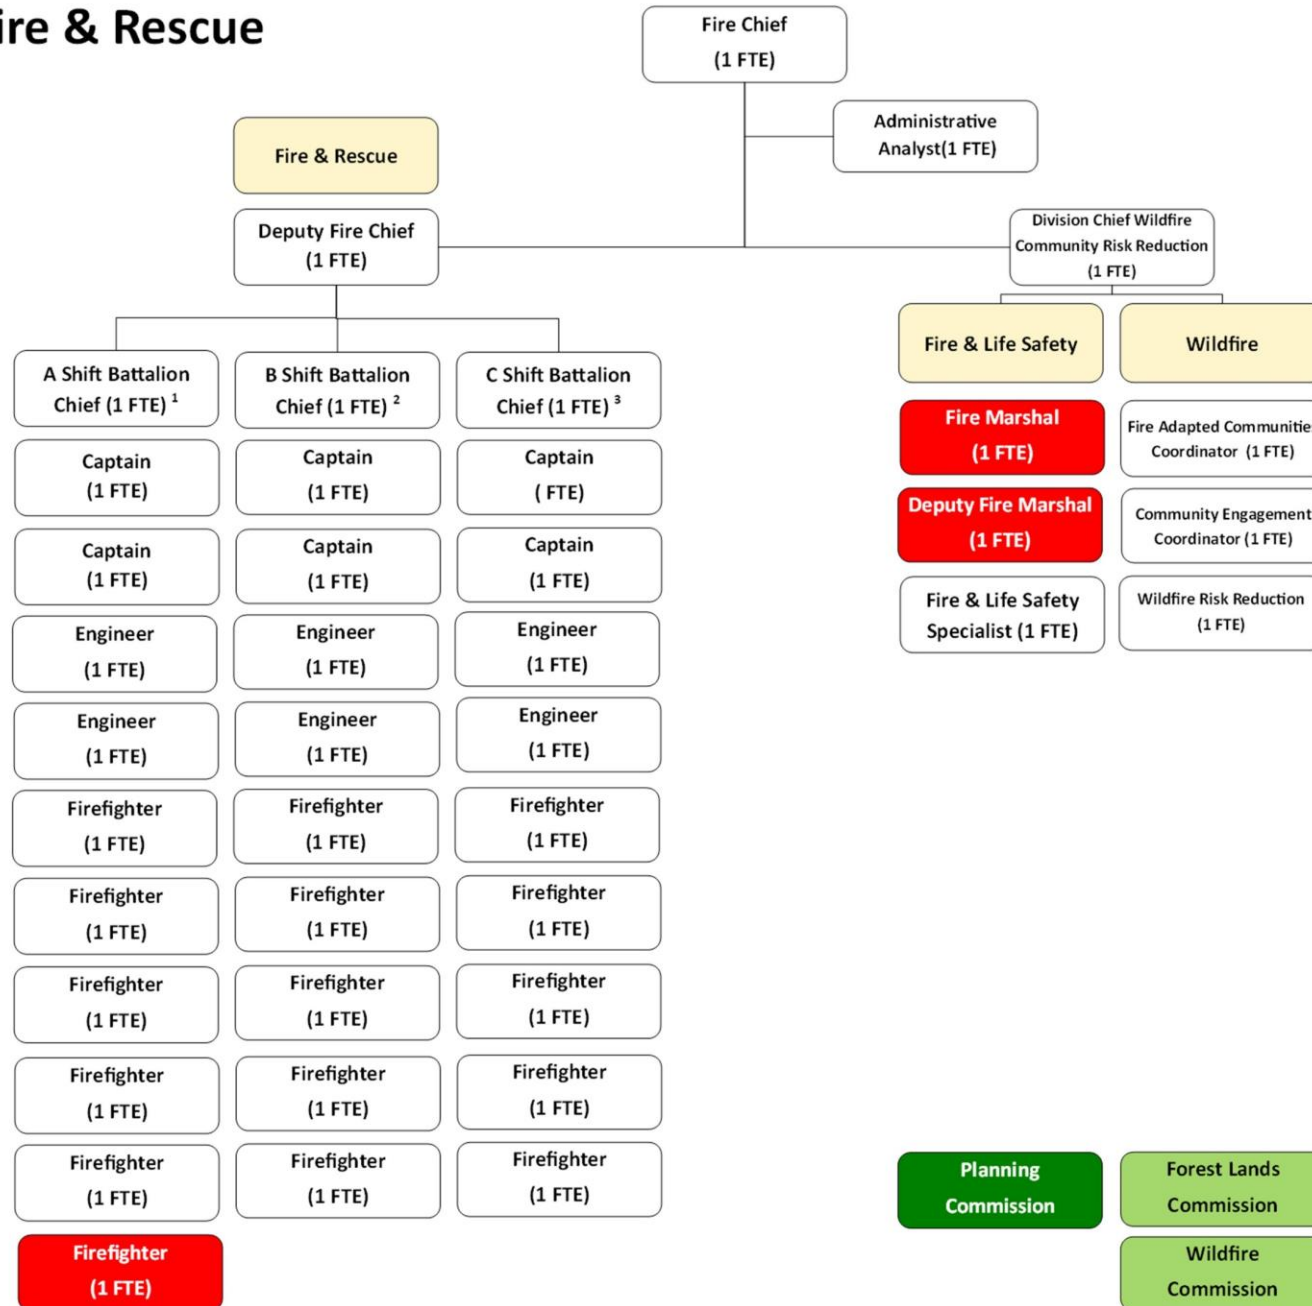 ire & Rescue
Fire Chief
(1 FTE)
Administrative
Analyst(1 FTE)
Fire & Rescue
Deputy Fire Chief
(1 FTE)
Division Chief Wildfire
Community Risk Reduction
(1 FTE)
A Shift Battalion
Chief (1 FTE) 1
Captain
(1 FTE)
Captain
(1 FTE)
Engineer
(1 FTE)
Engineer
(1 FTE)
Firefighter
(1 FTE)
Firefighter
(1 FTE)
Firefighter
(1 FTE)
Firefighter
(1 FTE)
Firefighter
(1 FTE)
Firefighter
(1 FTE)
B Shift Battalion
Chief (1 FTE) 2
Captain
(1 FTE)
Captain
(1 FTE)
Engineer
(1 FTE)
Engineer
(1 FTE)
Firefighter
(1 FTE)
Firefighter
(1 FTE)
Firefighter
(1 FTE)
Firefighter
(1 FTE)
Firefighter
(1 FTE)
C Shift Battalion
Chief (1 FTE) 3
Captain
( FTE)
Captain
(1 FTE)
Engineer
(1 FTE)
Engineer
(1 FTE)
Firefighter
(1 FTE)
Firefighter
(1 FTE)
Firefighter
(1 FTE)
Firefighter
(1 FTE)
Firefighter
(1 FTE)
Fire & Life Safety
Fire Marshal
(1 FTE)
Deputy Fire Marshal
(1 FTE)
Fire & Life Safety
Specialist (1 FTE)
Wildfire
Fire Adapted Communitie
Coordinator (1 FTE)
Community Engagement
Coordinator (1 FTE)
Wildfire Risk Reduction
(1 FTE)
Planning
Commission
Forest Lands
Commission
Wildfire
Commission